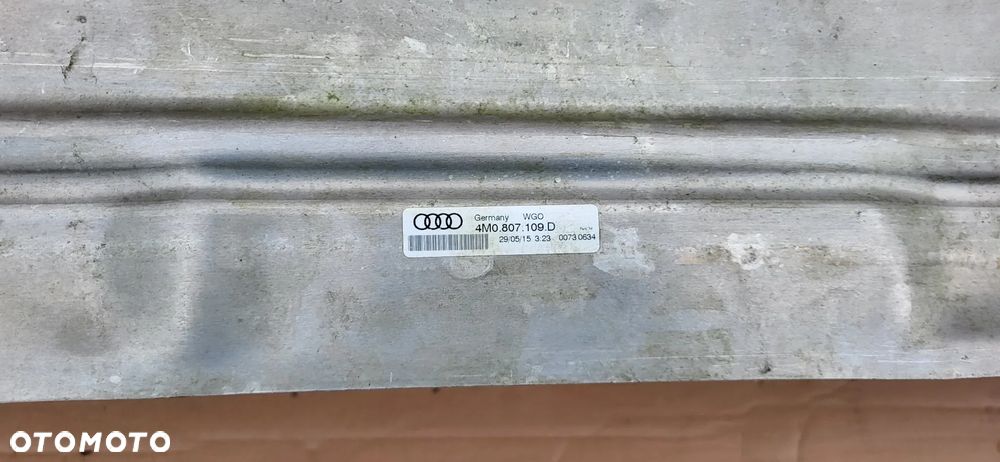 Germany WGO
4M0.807.109.D
29/05/15 3:23 0073.0634
OTOMOTO